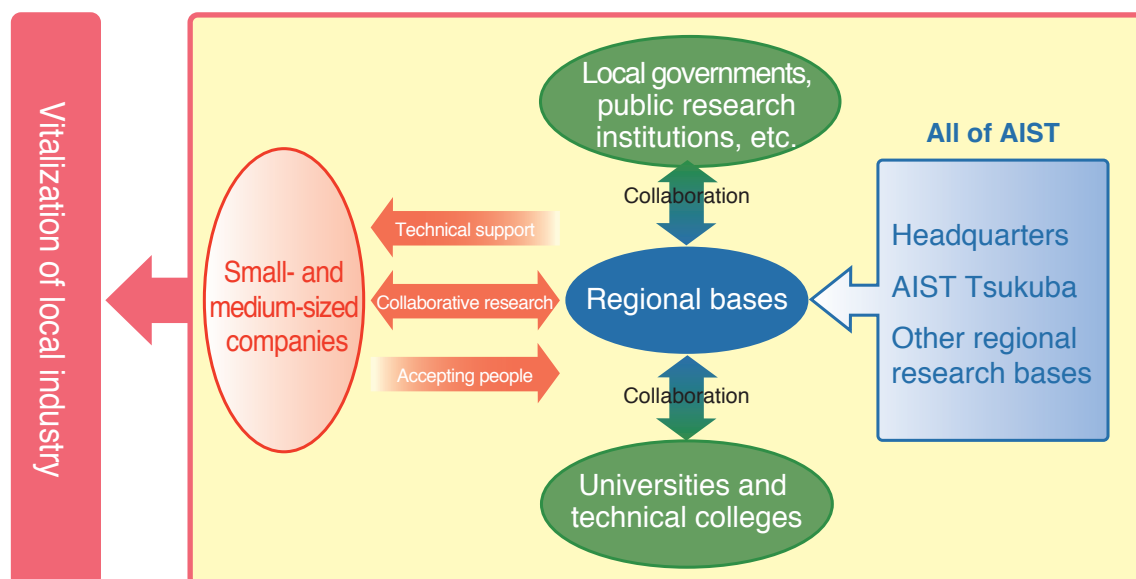 Vitalization of local industry
Small- and
medium-sized
companies
Technical support
Collaborative research
Accepting people
Local governments,
public research
institutions, etc.
Collaboration
Regional bases
Collaboration
Universities and
technical colleges
All of AIST
Headquarters
AIST Tsukuba
Other regional
research bases